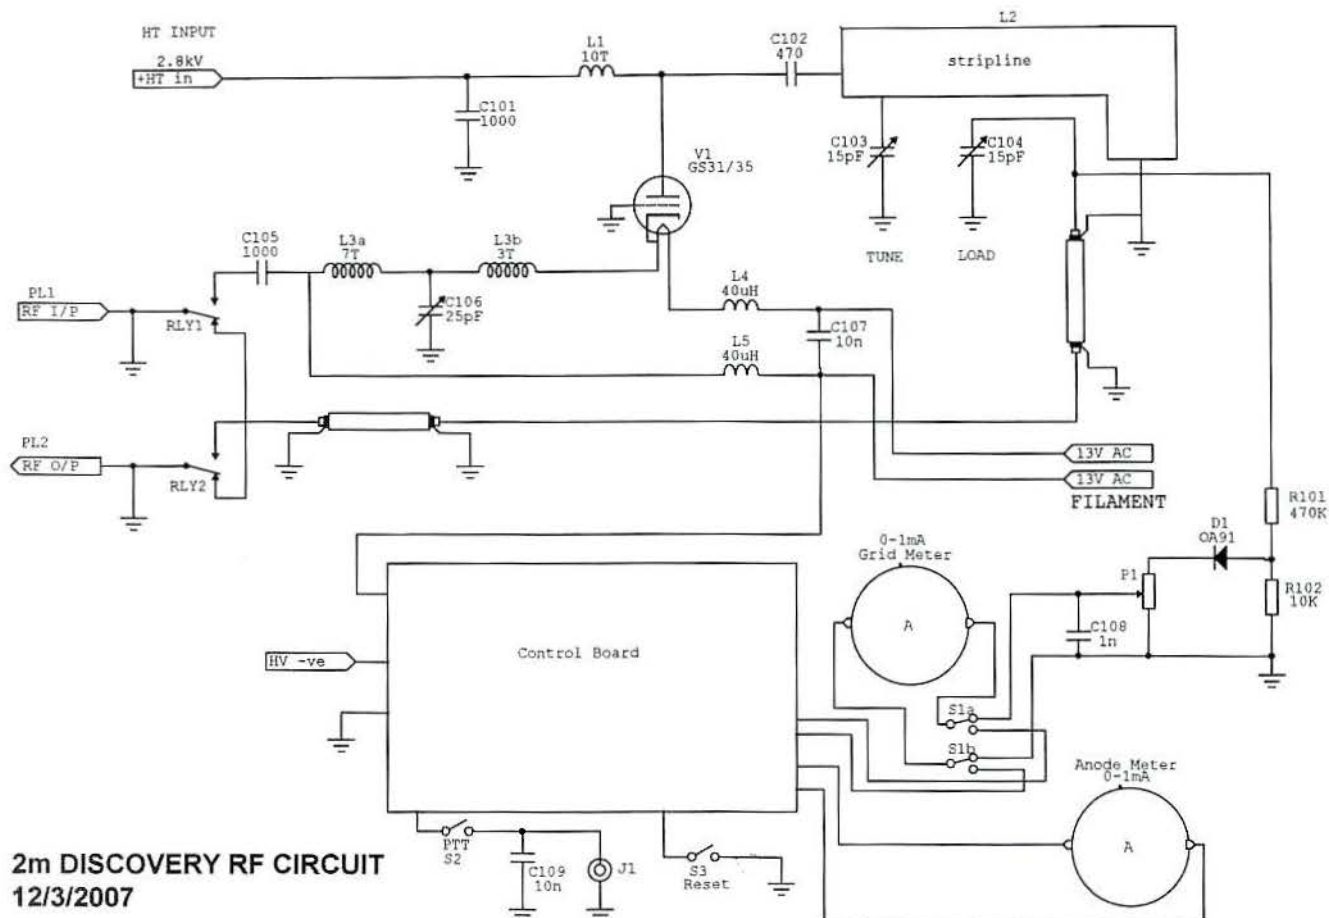 HT INPUT
2.8kV
+HT in
L1
10T
C102
470
L2
stripline
C101
1000
V1
GS31/35
C103
15pF
C104
15pF
TUNE
LOAD
C105
1000
L3a
7T
L3b
3T
C106
25pF
L4
40uH
C107
10n
L5
40uH
PL1
RF I/P
RLY1
PL2
RF O/P
RLY2
13V AC
13V AC
FILAMENT
R101
470K
D1
OA91
P1
R102
10K
0-1mA
Grid Meter
A
C108
1n
HV -ve
Control Board
S1a
S1b
Anode Meter
0-1mA
A
PTT
S2
C109
10n
J1
S3
Reset
2m DISCOVERY RF CIRCUIT
12/3/2007